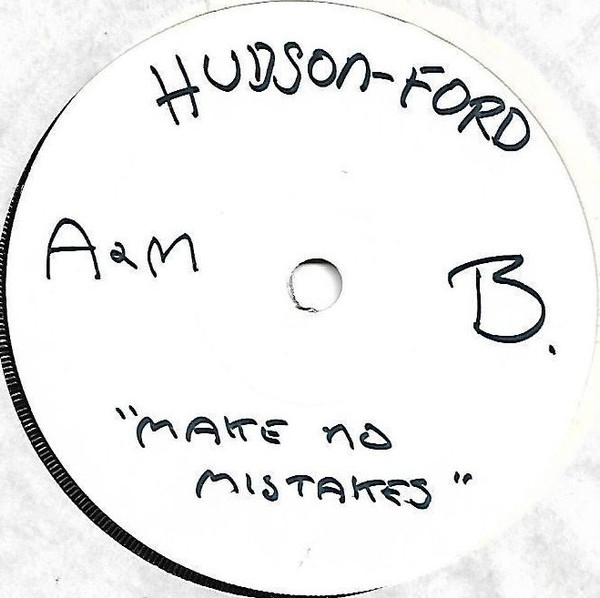 HUDSON-FORD
A&M
B.
"MAKE NO
MISTAKES"